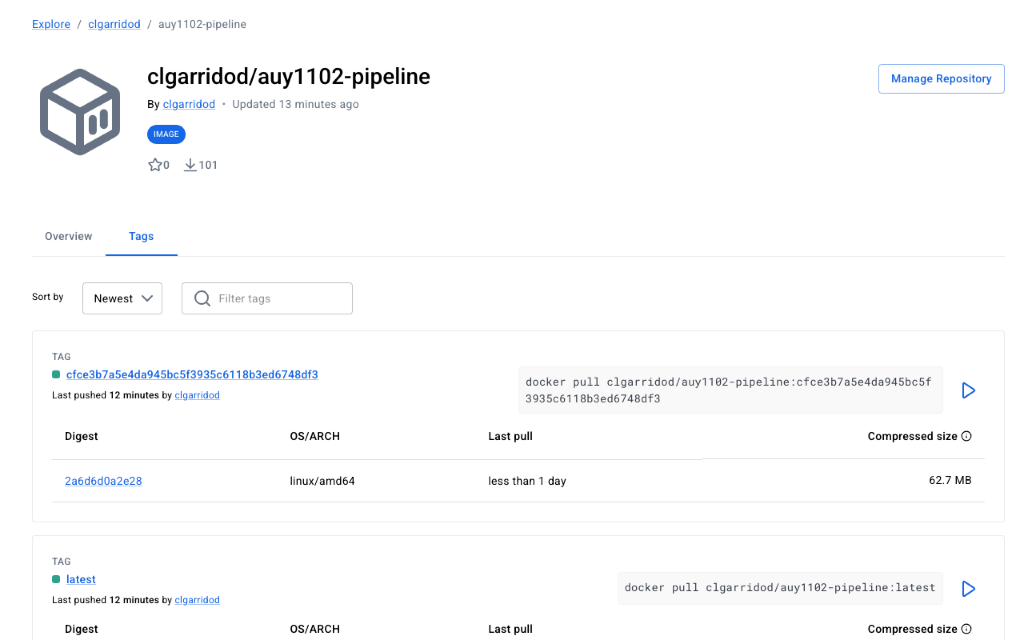 Explore / clgarridod / auy1102-pipeline
clgarridod/auy1102-pipeline
Manage Repository
By clgarridod • Updated 13 minutes ago
IMAGE
0 101
Overview Tags
Sort by Newest Filter tags
TAG
cfce3b7a5e4da945bc5f3935c6118b3ed6748df3
Last pushed 12 minutes by clgarridod
docker pull clgarridod/auy1102-pipeline:cfce3b7a5e4da945bc5f
3935c6118b3ed6748df3
Digest OS/ARCH Last pull Compressed size
2a6d6d0a2e28 linux/amd64 less than 1 day 62.7 MB
TAG
latest
Last pushed 12 minutes by clgarridod
docker pull clgarridod/auy1102-pipeline:latest
Digest OS/ARCH Last pull Compressed size